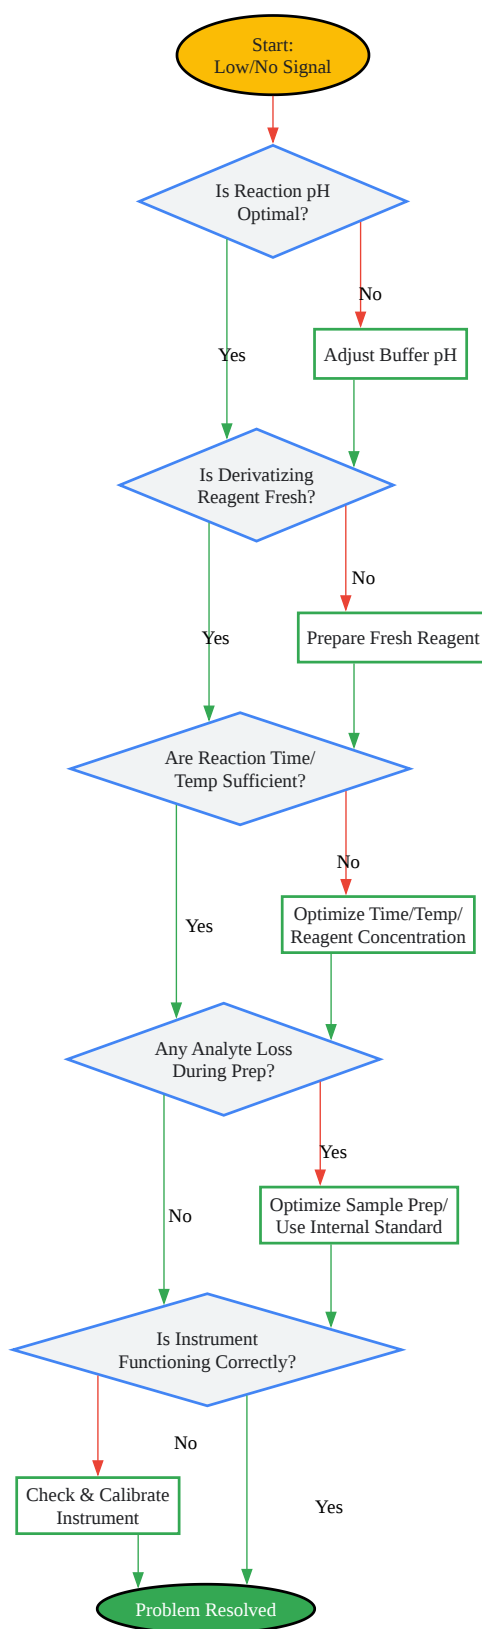 Start:
Low/No Signal
Is Reaction pH
Optimal?
No
Yes
Adjust Buffer pH
Is Derivatizing
Reagent Fresh?
No
Yes
Prepare Fresh Reagent
Are Reaction Time/
Temp Sufficient?
No
Yes
Optimize Time/Temp/
Reagent Concentration
Any Analyte Loss
During Prep?
Yes
No
Optimize Sample Prep/
Use Internal Standard
Is Instrument
Functioning Correctly?
No
Yes
Check & Calibrate
Instrument
Problem Resolved